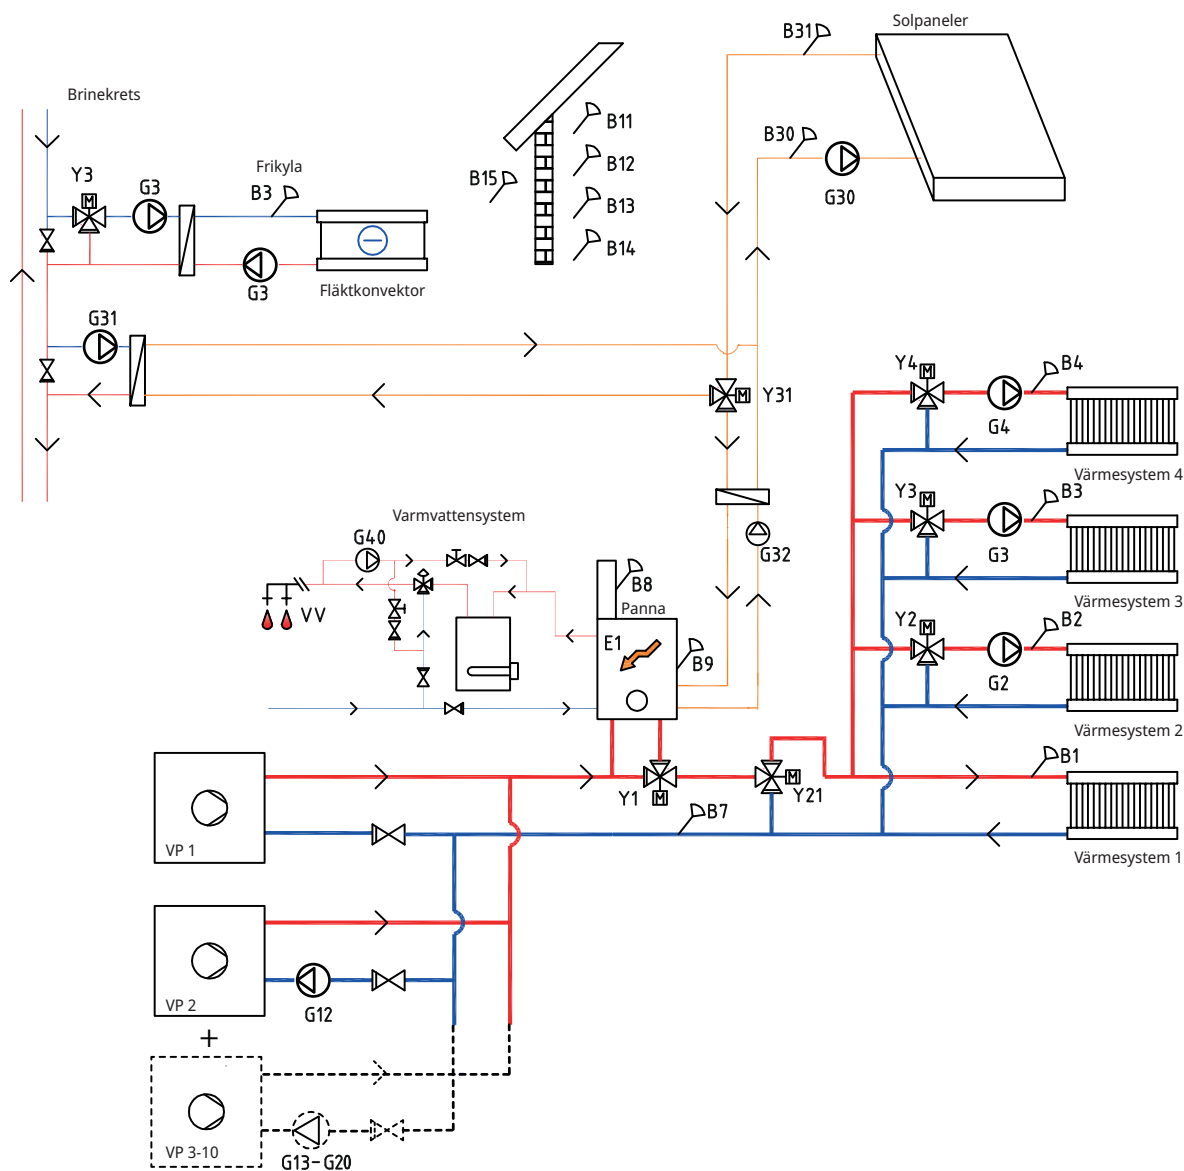 Solpaneler
B31
Brinekrets
B11
B30
B12
Frikyla
Y3
G3
B3
B15
G30
B13
B14
G3
Fläktkonvektor
G31
Y4
B4
Y31
G4
Värmesystem 4
Y3
B3
Varmvattensystem
G40
G32
G3
B8
Panna
VV
Värmesystem 3
Y2
B2
E1
B9
G2
Värmesystem 2
B1
Y1
Y21
B7
VP 1
Värmesystem 1
VP 2
G12
+
VP 3-10
G13-G20
M
M
M
M
M
M
M